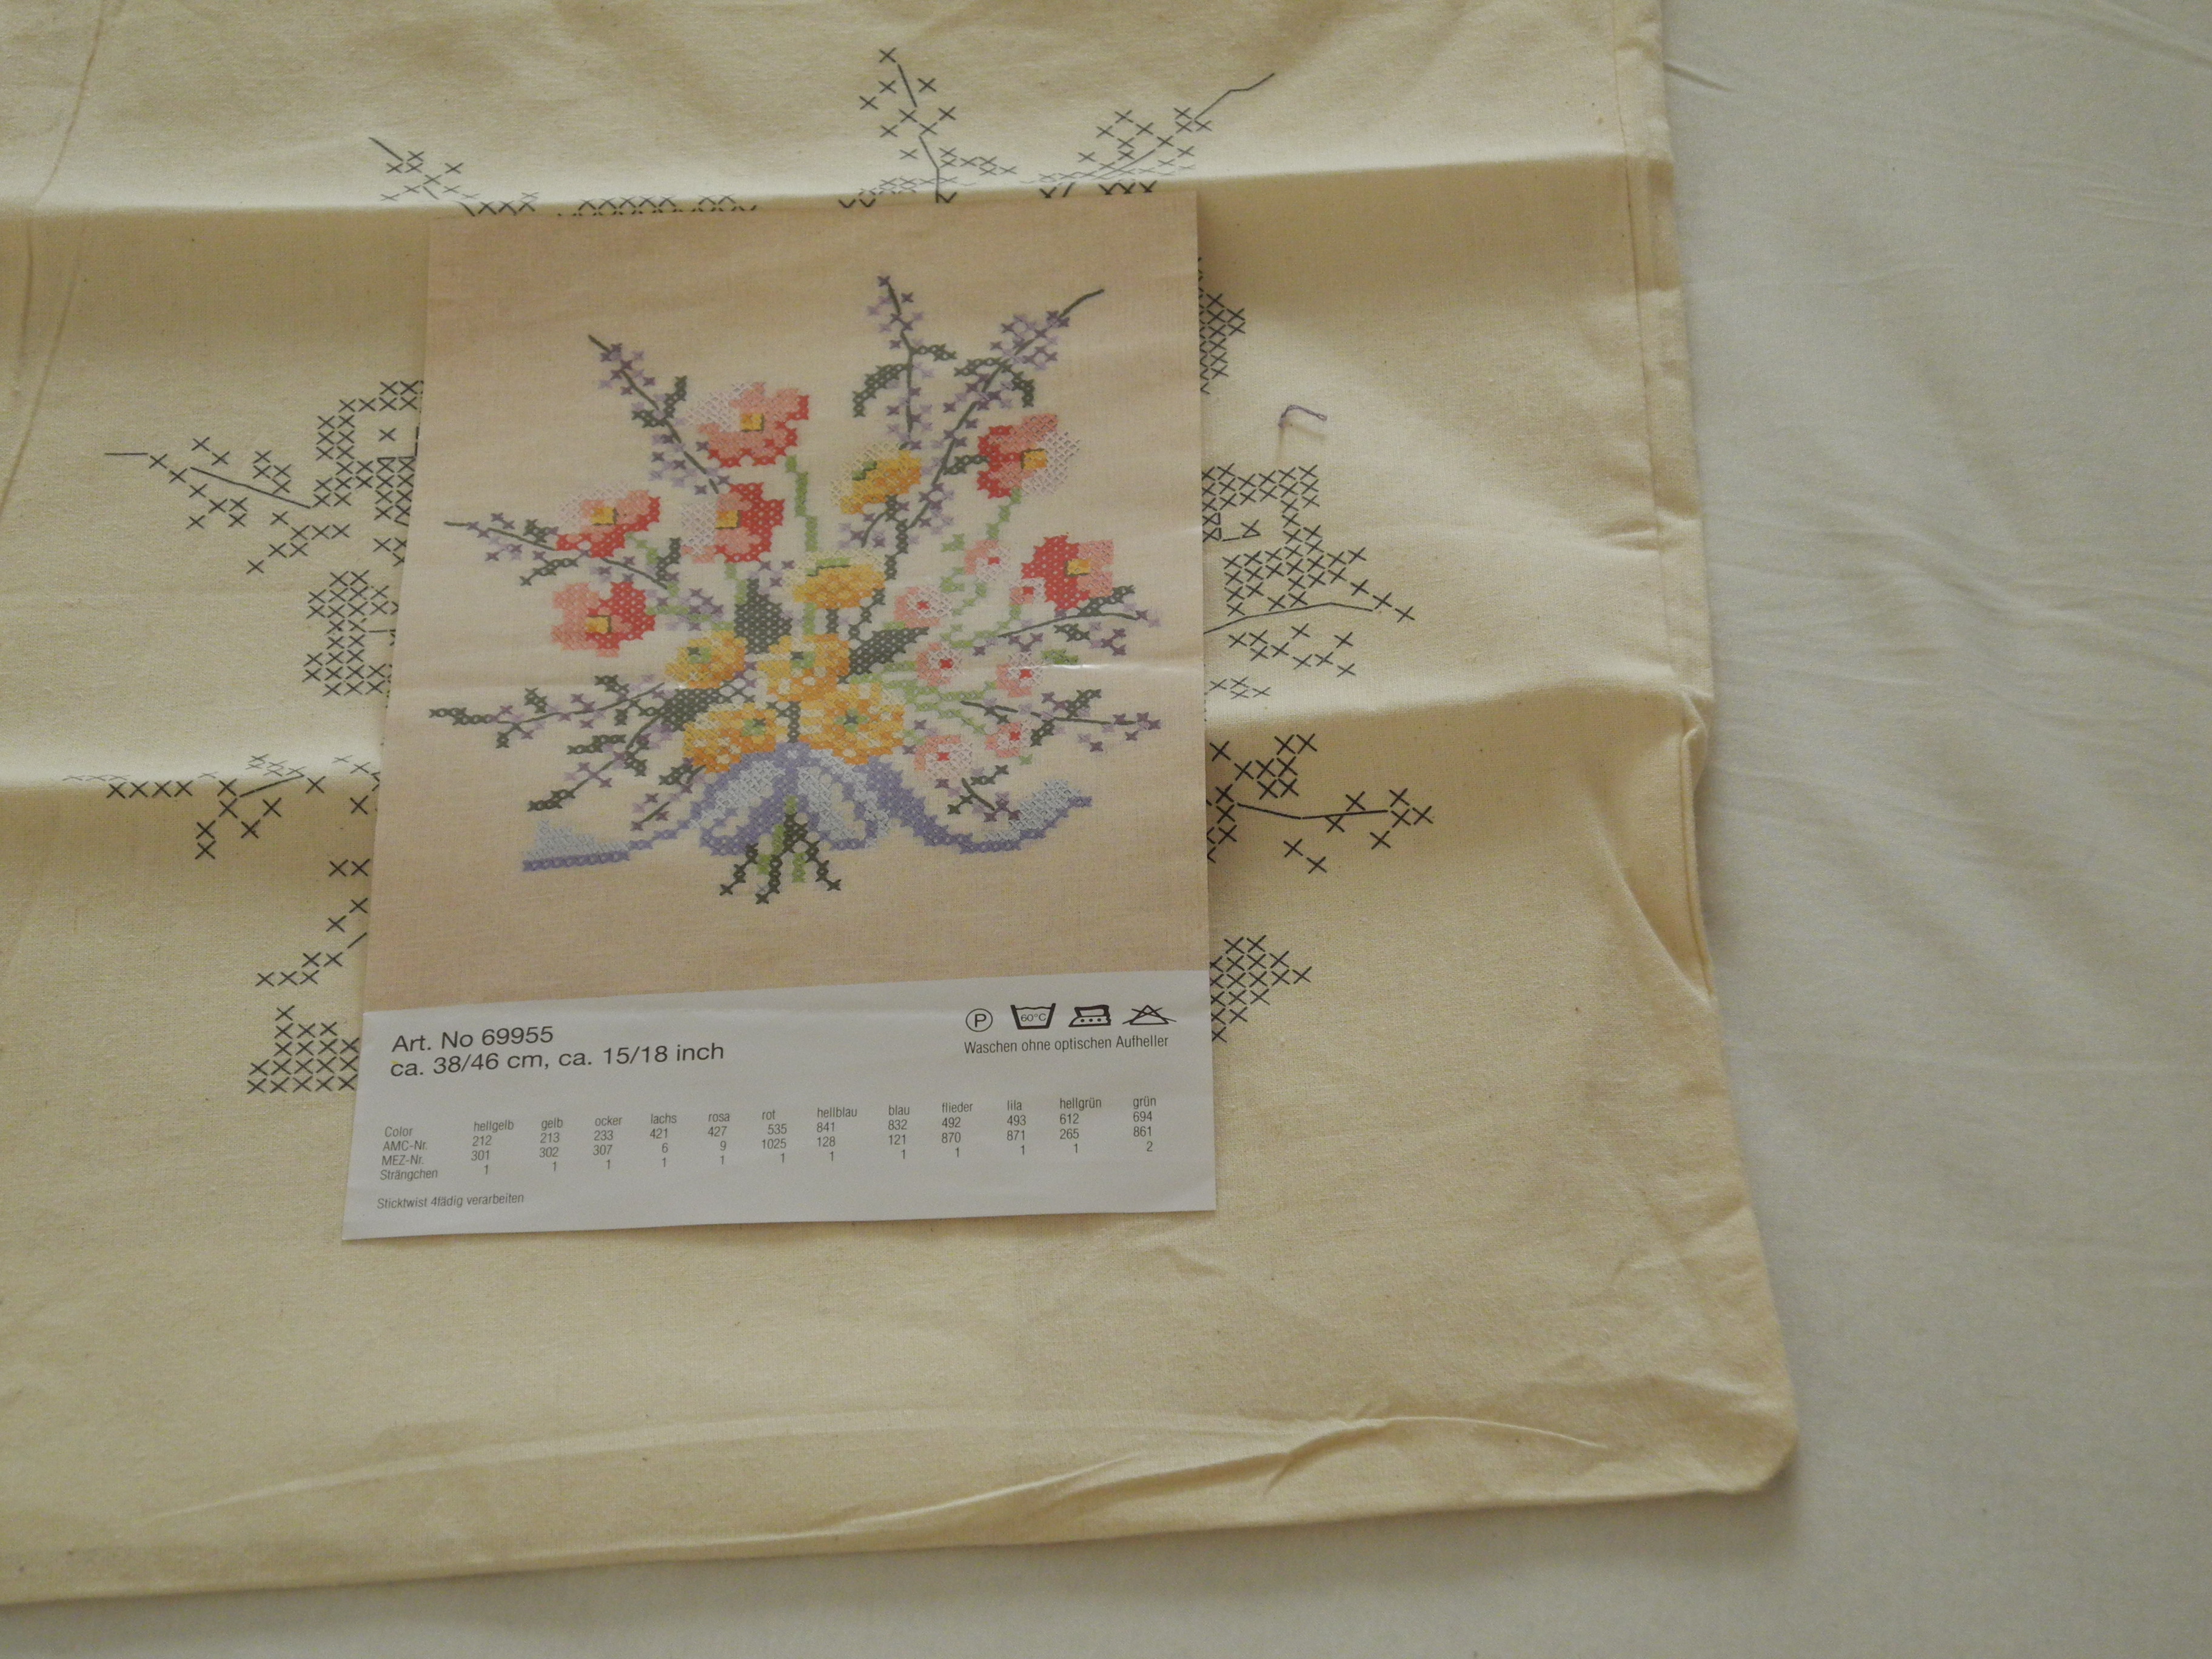 Art. No 69955
ca. 38/46 cm, ca. 15/18 inch
P 60°C
Waschen ohne optischen Aufheller
Color hellgelb gelb ocker lachs rosa rot hellblau blau flieder lila hellgrün grün
AMC-Nr. 212 213 233 421 427 535 841 832 492 493 612 694
MEZ-Nr. 301 302 307 6 9 1025 128 121 870 871 265 861
Strängchen 1 1 1 1 1 1 1 1 1 1 1 2
Sticktwist 4fädig verarbeiten